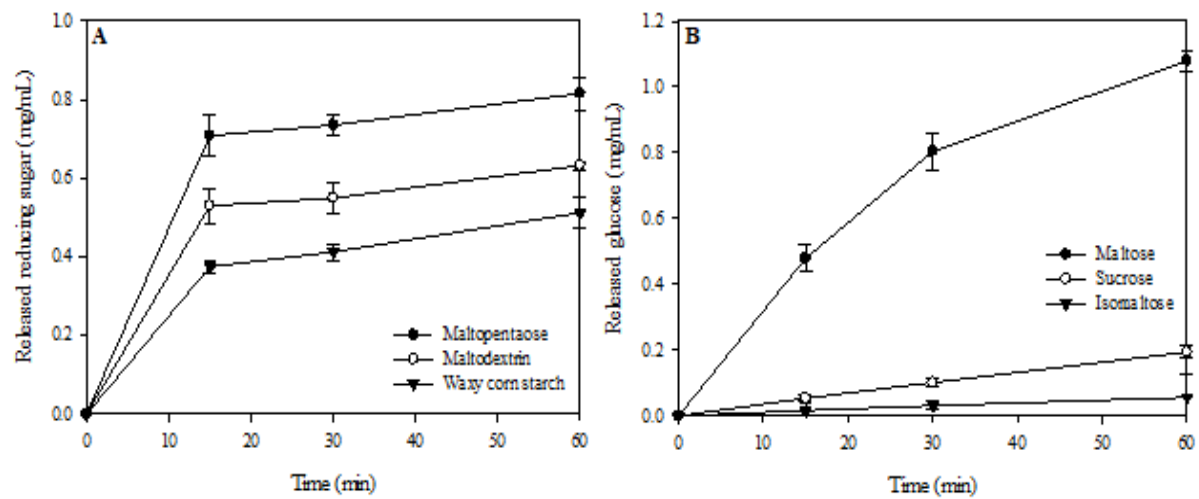 A
Released reducing sugar (mg/mL)
1.0
0.8
0.6
0.4
0.2
0.0
Maltopentaose
Maltodextrin
Waxy corn starch
0 10 20 30 40 50 60
Time (min)
B
Released glucose (mg/mL)
1.2
1.0
0.8
0.6
0.4
0.2
0.0
Maltose
Sucrose
Isomaltose
0 10 20 30 40 50 60
Time (min)